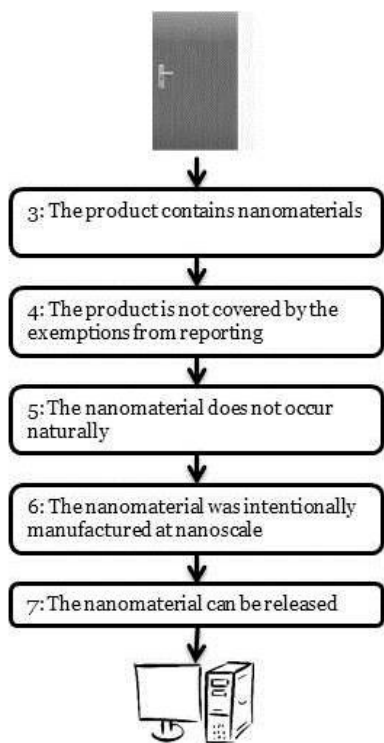 3: The product contains nanomaterials
4: The product is not covered by the
exemptions from reporting
5: The nanomaterial does not occur
naturally
6: The nanomaterial was intentionally
manufactured at nanoscale
7: The nanomaterial can be released